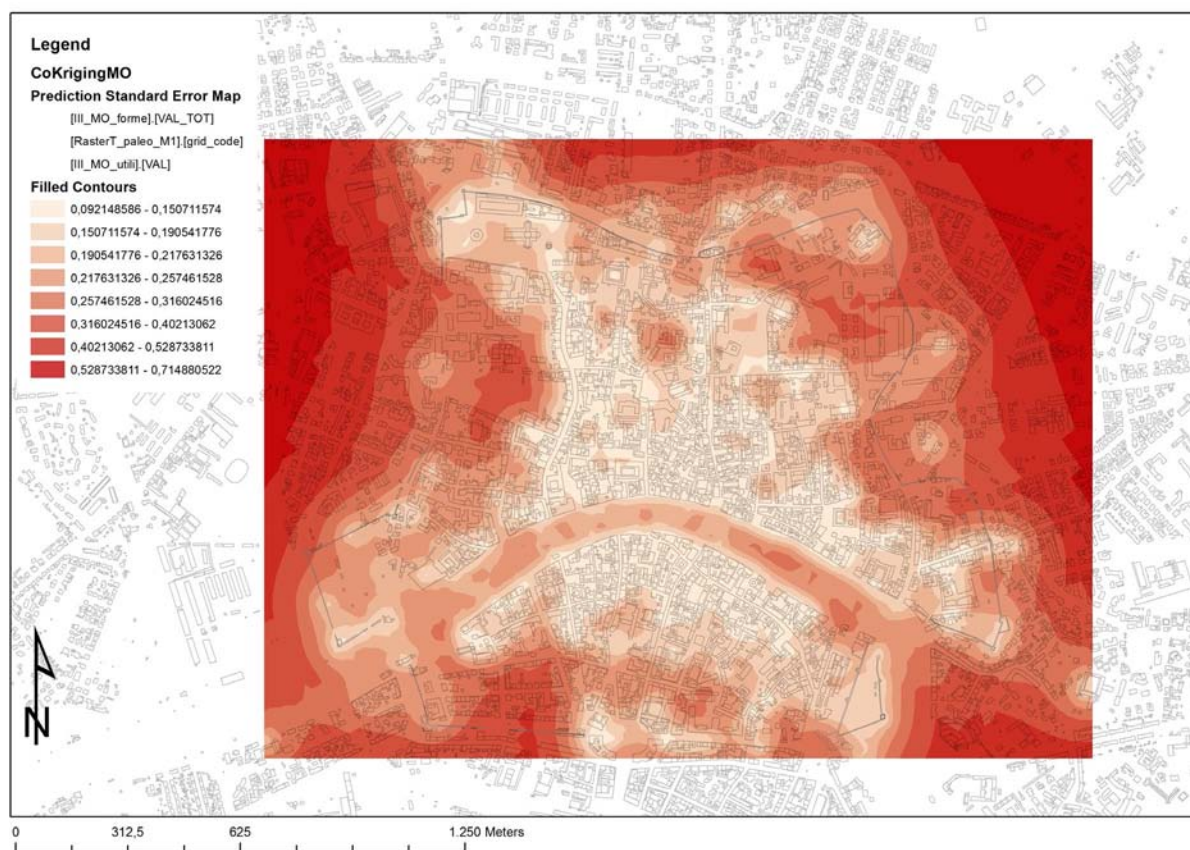 Legend
CoKrigingMO
Prediction Standard Error Map
[III_MO_forme].[VAL_TOT]
[RasterT_paleo_M1].[grid_code]
[III_MO_utili].[VAL]
Filled Contours
0,092148586 - 0,150711574
0,150711574 - 0,190541776
0,190541776 - 0,217631326
0,217631326 - 0,257461528
0,257461528 - 0,316024516
0,316024516 - 0,40213062
0,40213062 - 0,528733811
0,528733811 - 0,714880522
N
0 312,5 625 1.250 Meters